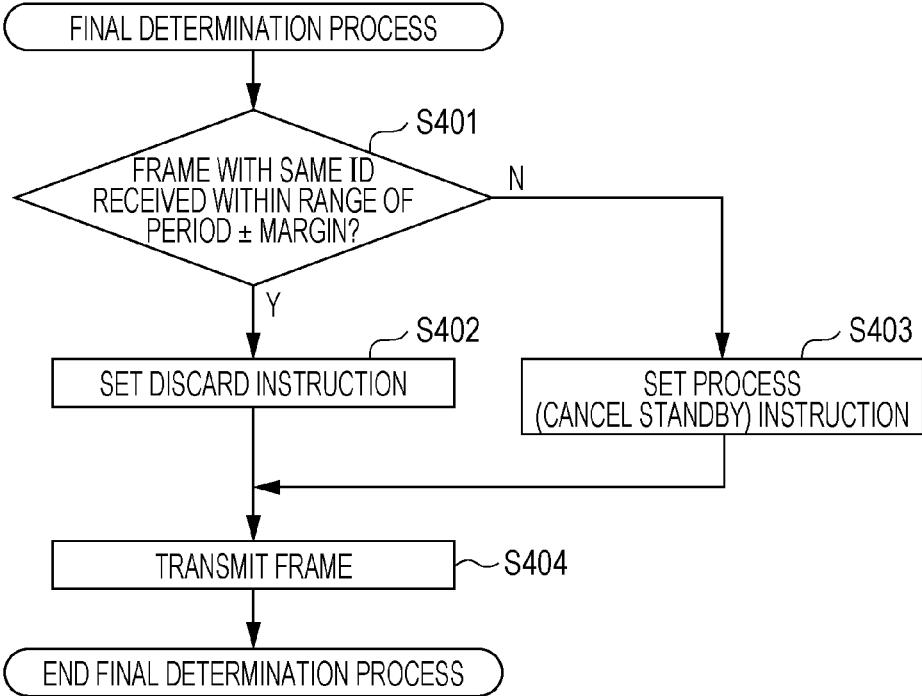 FINAL DETERMINATION PROCESS
S401
FRAME WITH SAME ID
RECEIVED WITHIN RANGE OF
PERIOD ± MARGIN?
N
Y
S402
SET DISCARD INSTRUCTION
S403
SET PROCESS
(CANCEL STANDBY) INSTRUCTION
TRANSMIT FRAME
S404
END FINAL DETERMINATION PROCESS